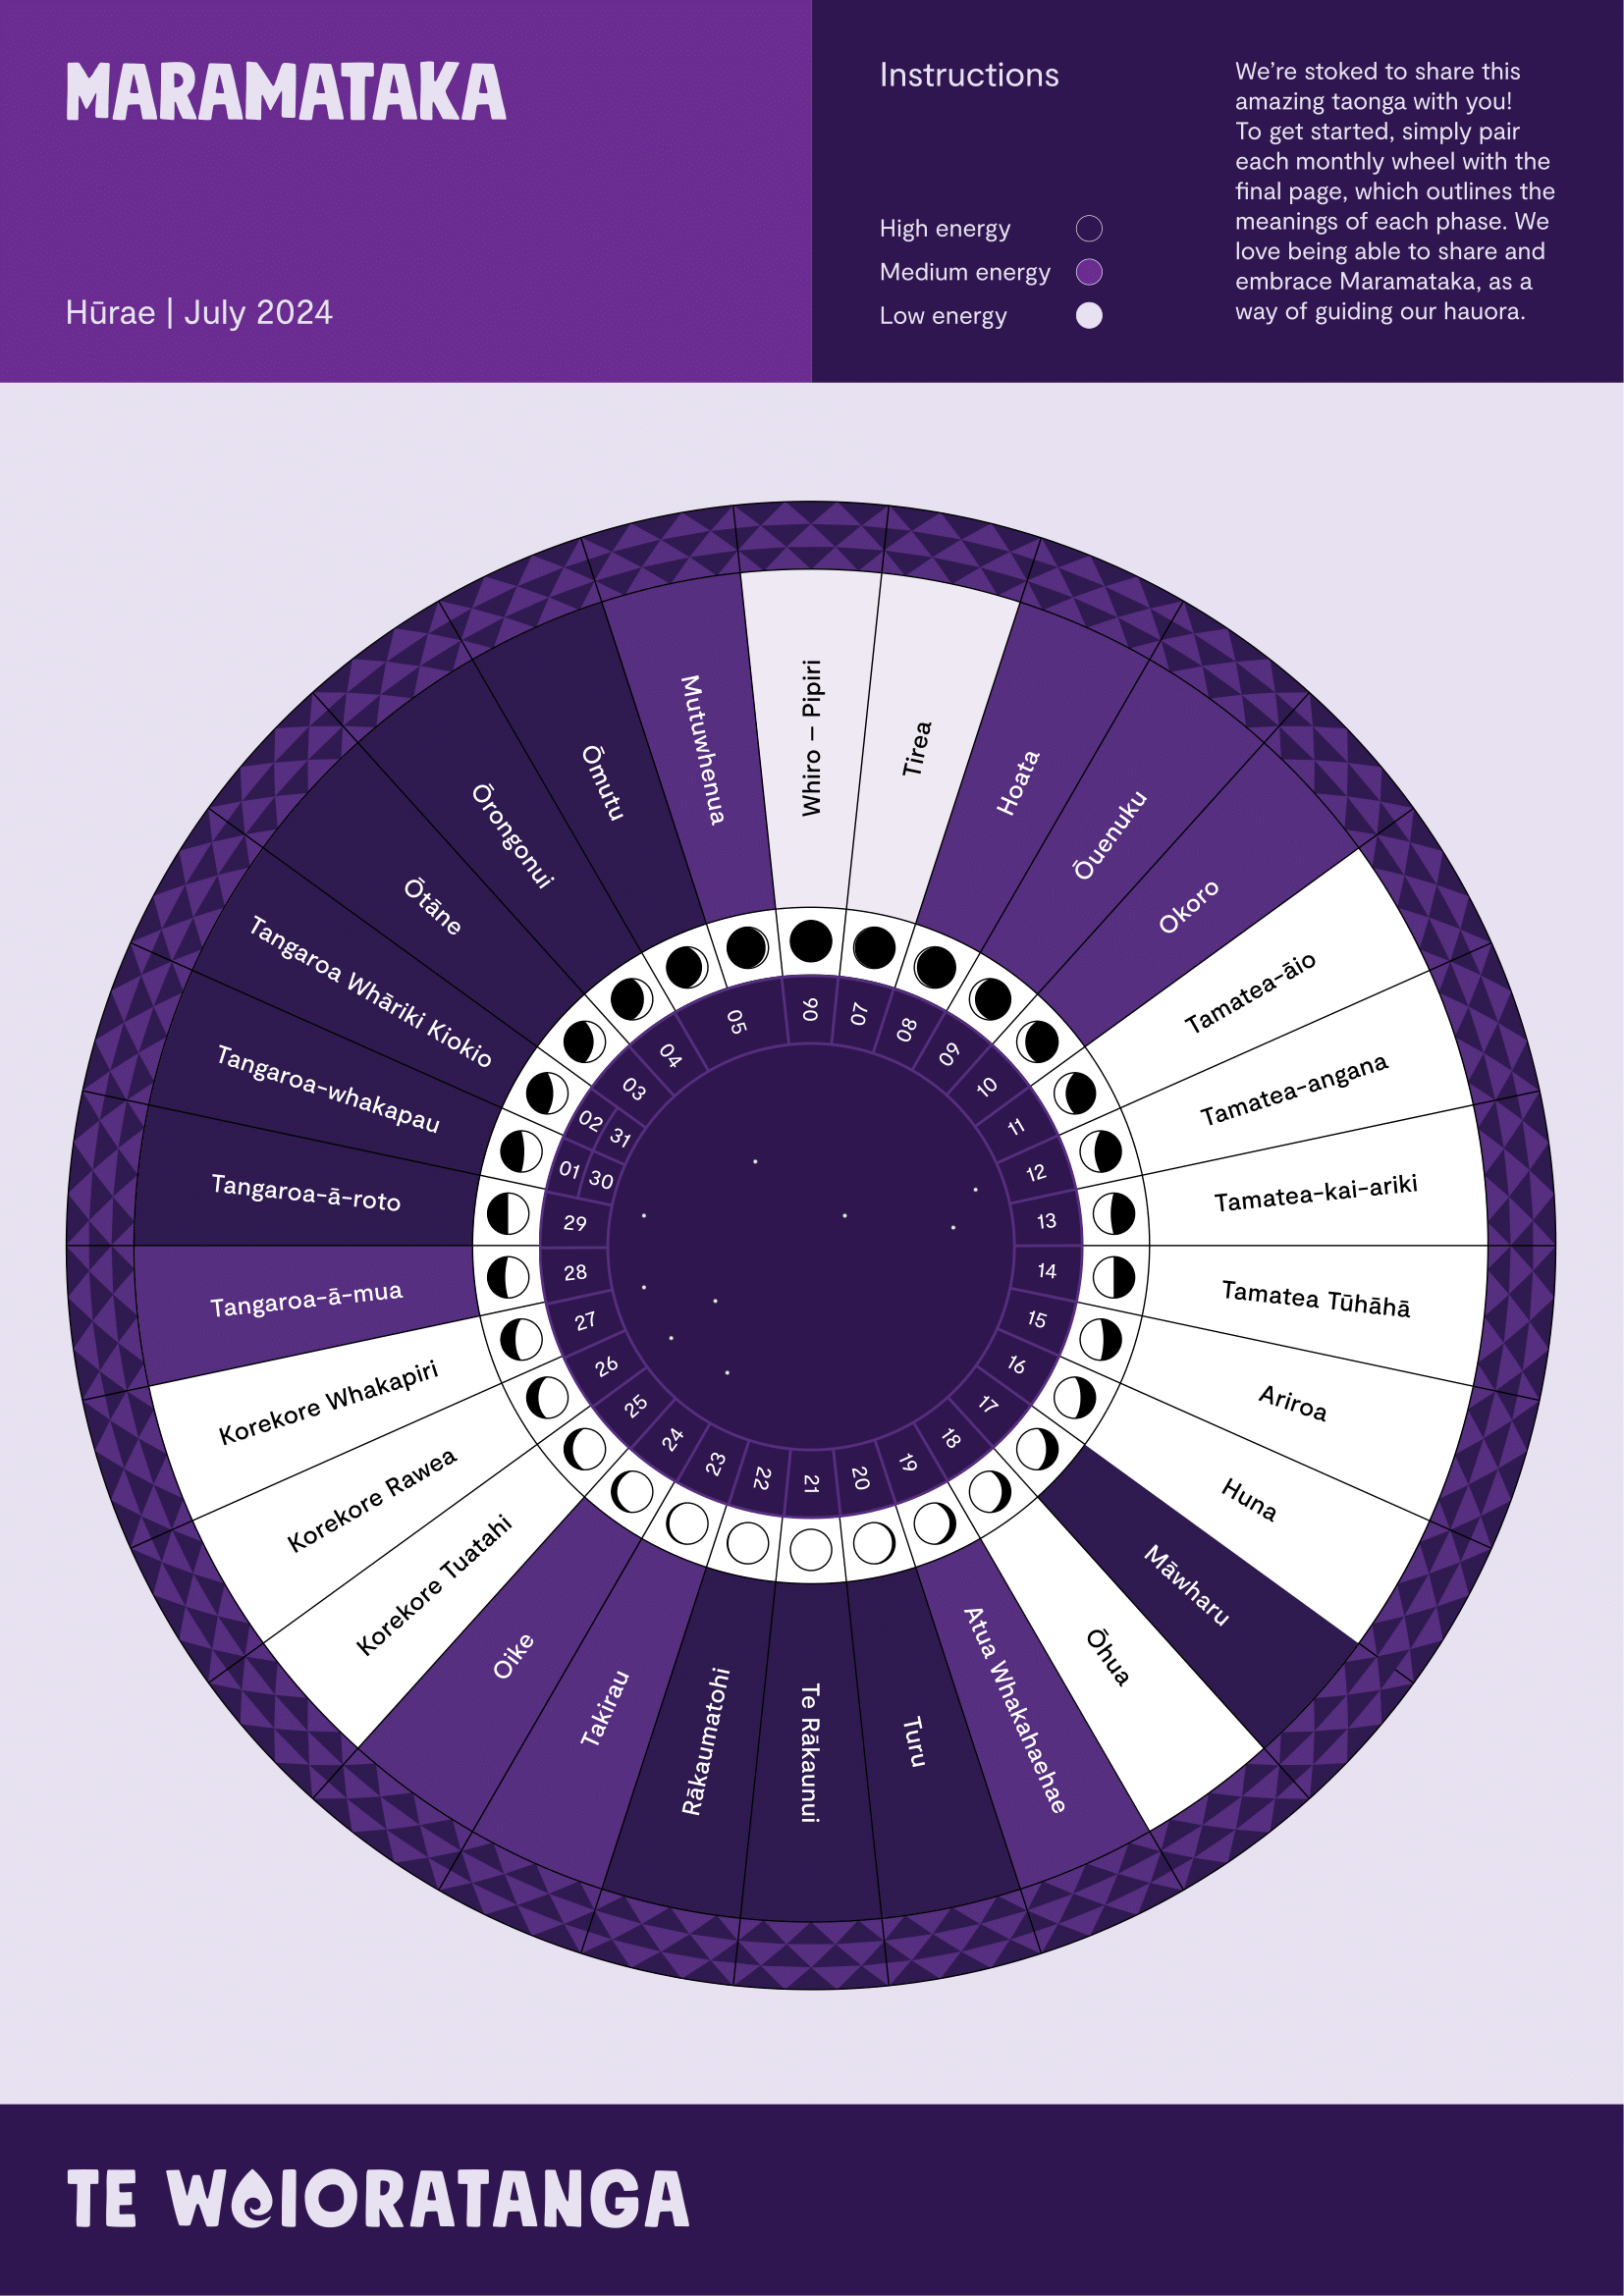 MARAMATAKA
Hūrae | July 2024
Instructions
High energy
Medium energy
Low energy
We’re stoked to share this
amazing taonga with you!
To get started, simply pair
each monthly wheel with the
final page, which outlines the
meanings of each phase. We
love being able to share and
embrace Maramataka, as a
way of guiding our hauora.
Whiro – Pipiri
Tirea
Hoata
Ōuenuku
Okoro
Tamatea-āio
Tamatea-angana
Tamatea-kai-ariki
Tamatea Tūhāhā
Ariroa
Huna
Māwharu
Ōhua
Atua Whakahaehae
Turu
Te Rākaunui
Rākaumatohi
Takirau
Oike
Korekore Tuatahi
Korekore Rawea
Korekore Whakapiri
Tangaroa-ā-mua
Tangaroa-ā-roto
Tangaroa-whakapau
Tangaroa Whāriki Kiokio
Ōtāne
Ōrongonui
Ōmutu
Mutuwhenua
06
07
08
09
10
11
12
13
14
15
16
17
18
19
20
21
22
23
24
25
26
27
28
29
01
30
02
31
03
04
05
TE WAIORATANGA